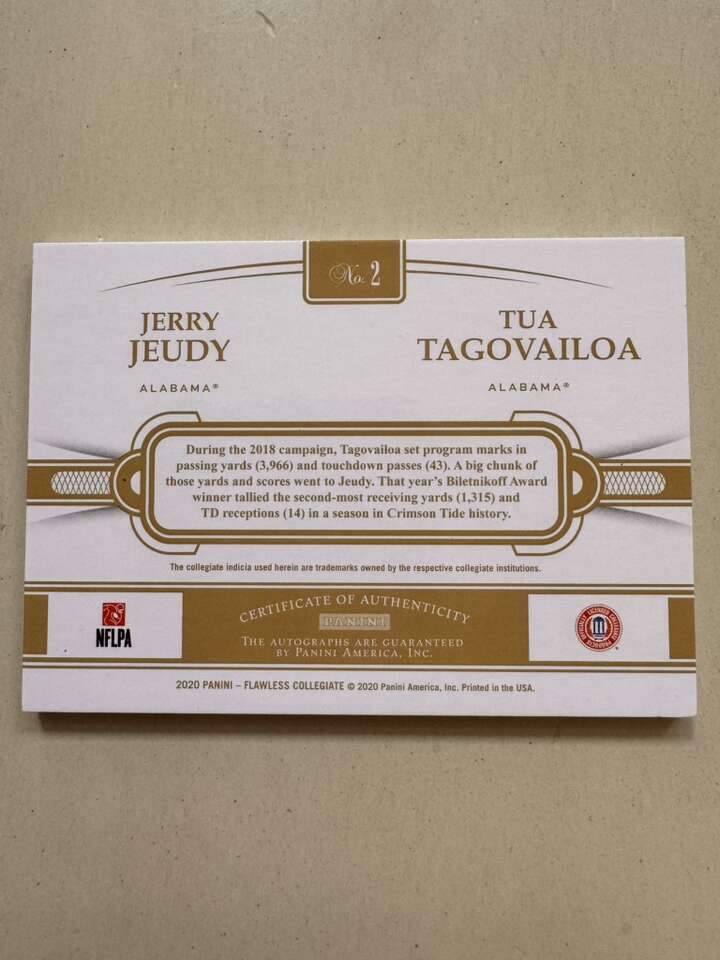 No. 2
JERRY
JEUDY
ALABAMA®
TUA
TAGOVAILOA
ALABAMA®
During the 2018 campaign, Tagovailoa set program marks in
passing yards (3,966) and touchdown passes (43). A big chunk of
those yards and scores went to Jeudy. That year's Biletnikoff Award
winner tallied the second-most receiving yards (1,315) and
TD receptions (14) in a season in Crimson Tide history.
The collegiate indicia used herein are trademarks owned by the respective collegiate institutions.
NFLPA
CERTIFICATE OF AUTHENTICITY
PANINI
THE AUTOGRAPHS ARE GUARANTEED
BY PANINI AMERICA, INC.
OFFICIALLY LICENSED COLLEGIATE PRODUCTS
2020 PANINI – FLAWLESS COLLEGIATE © 2020 Panini America, Inc. Printed in the USA.